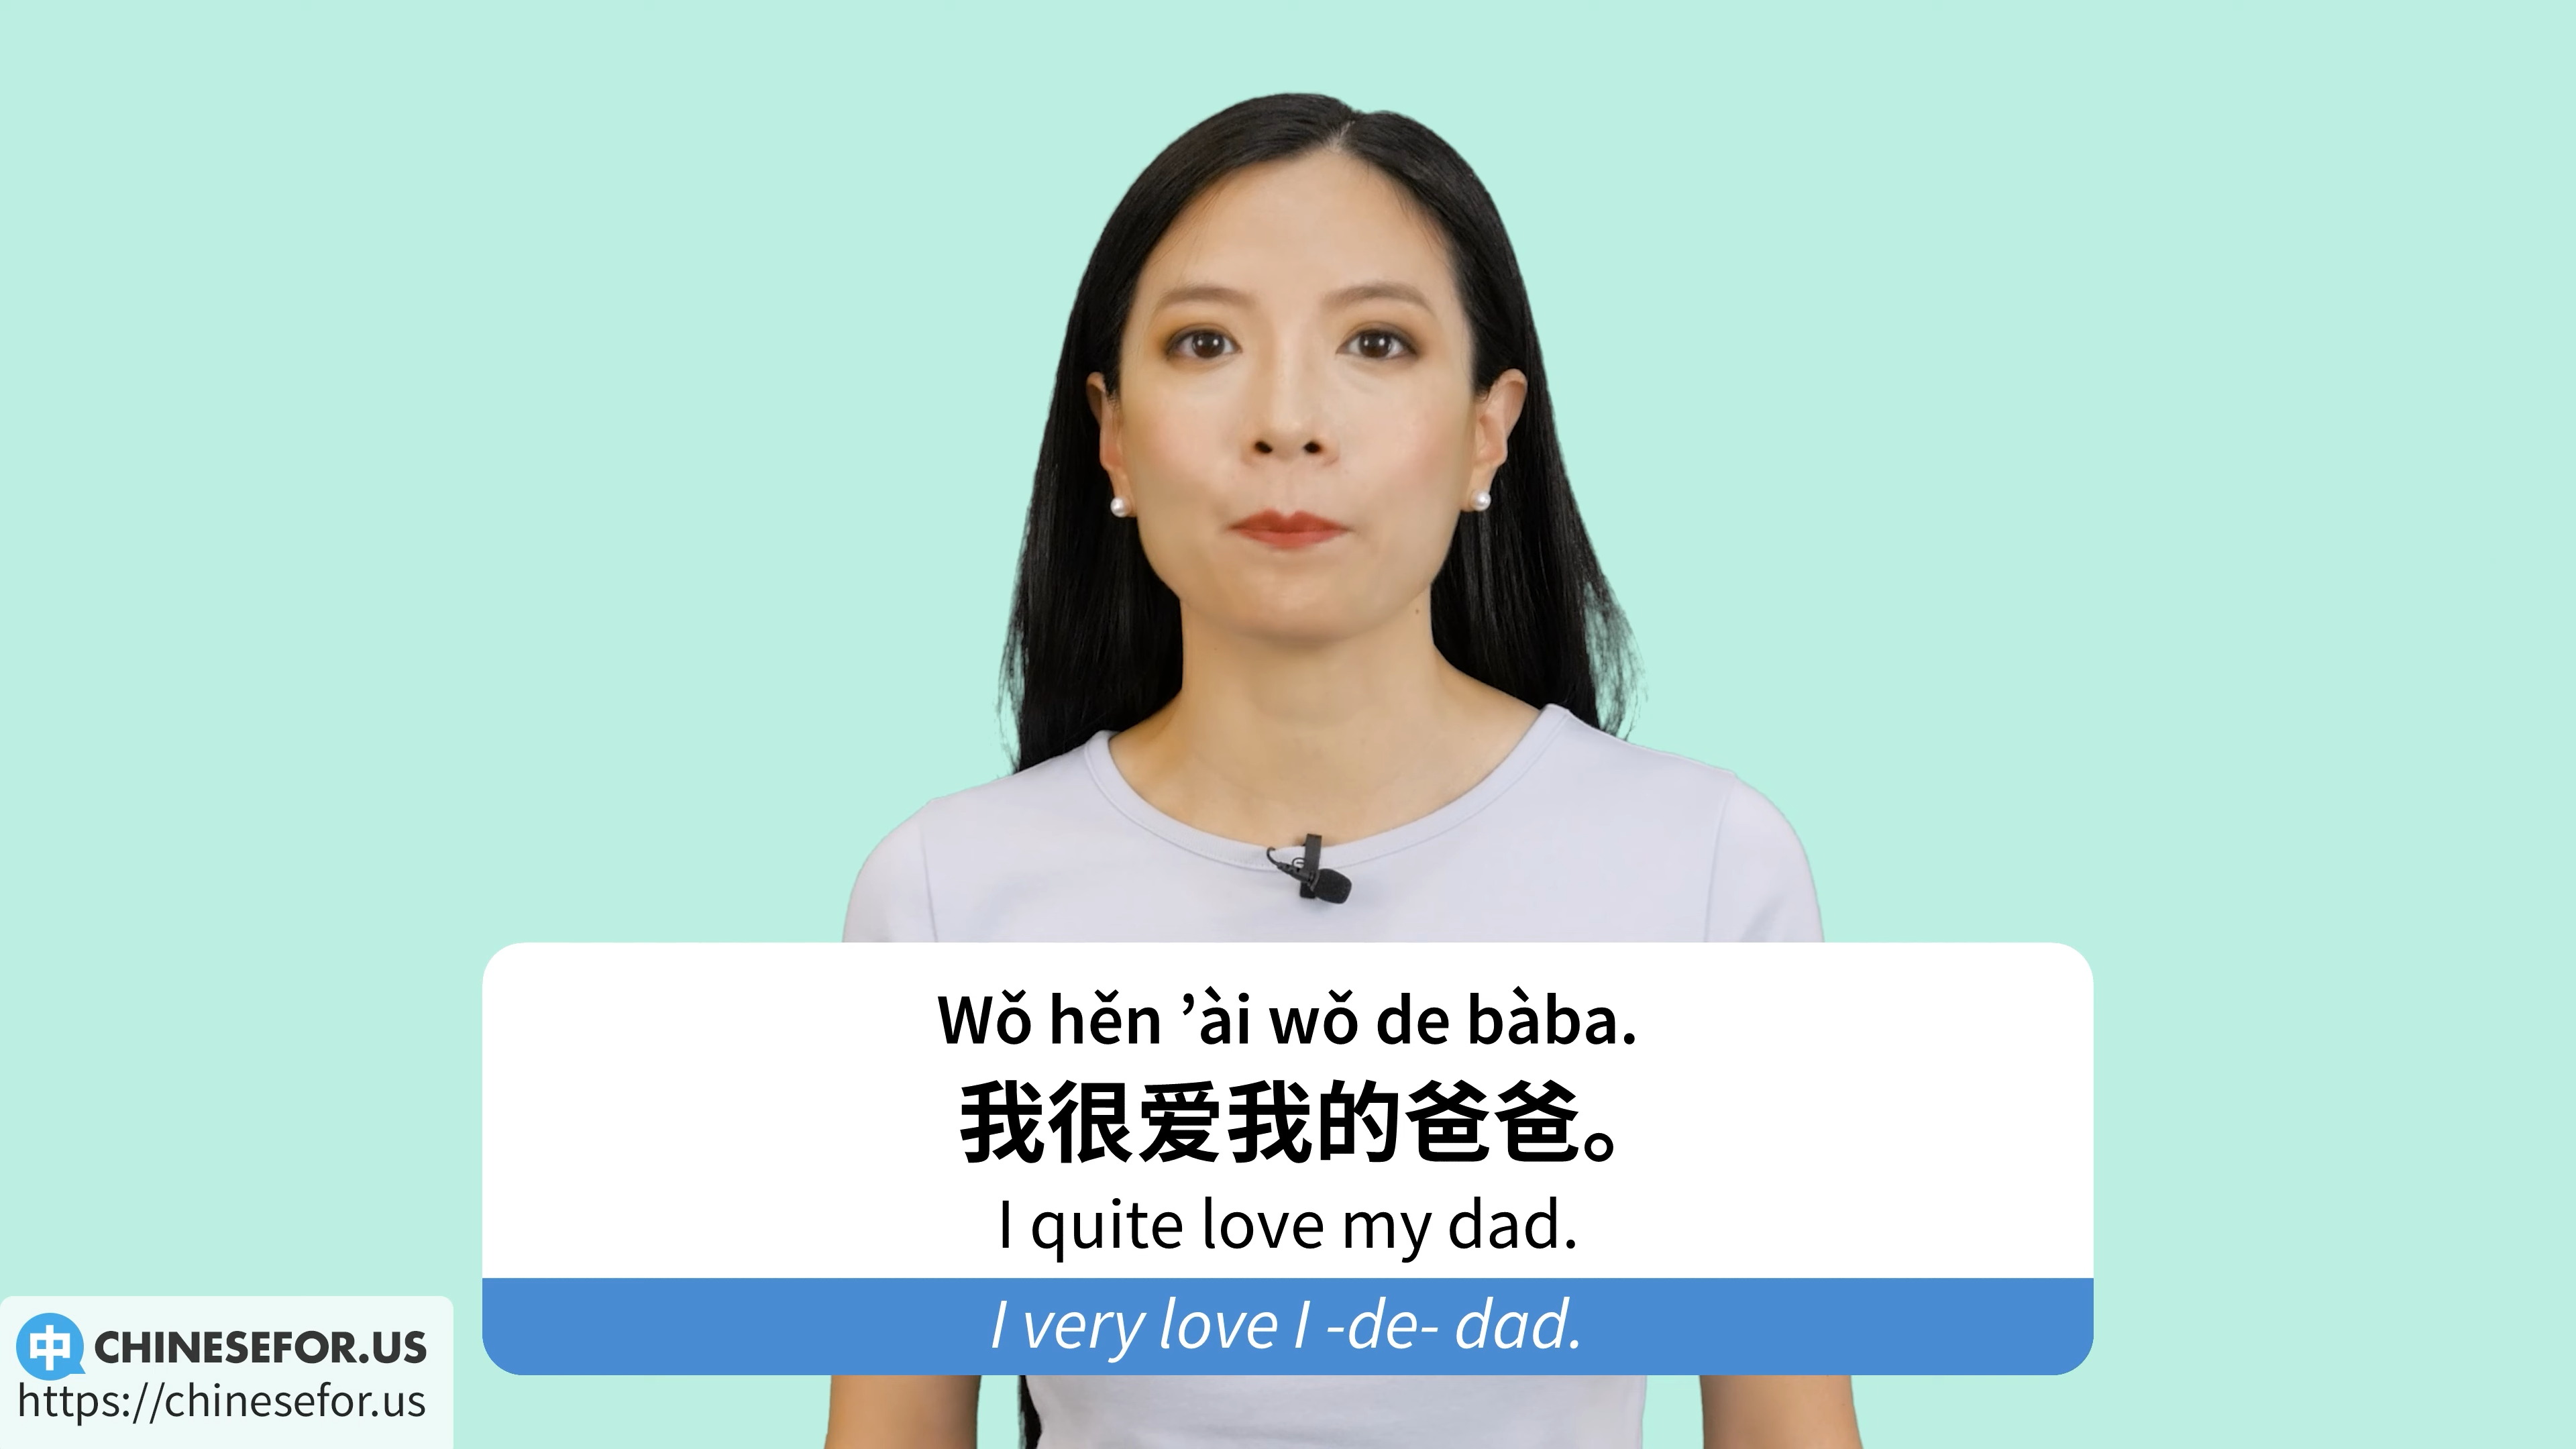 Wǒ hěn ’ài wǒ de bàba.
我很爱我的爸爸。
I quite love my dad.
I very love I -de- dad.
中 CHINESEFOR.US
https://chinesefor.us